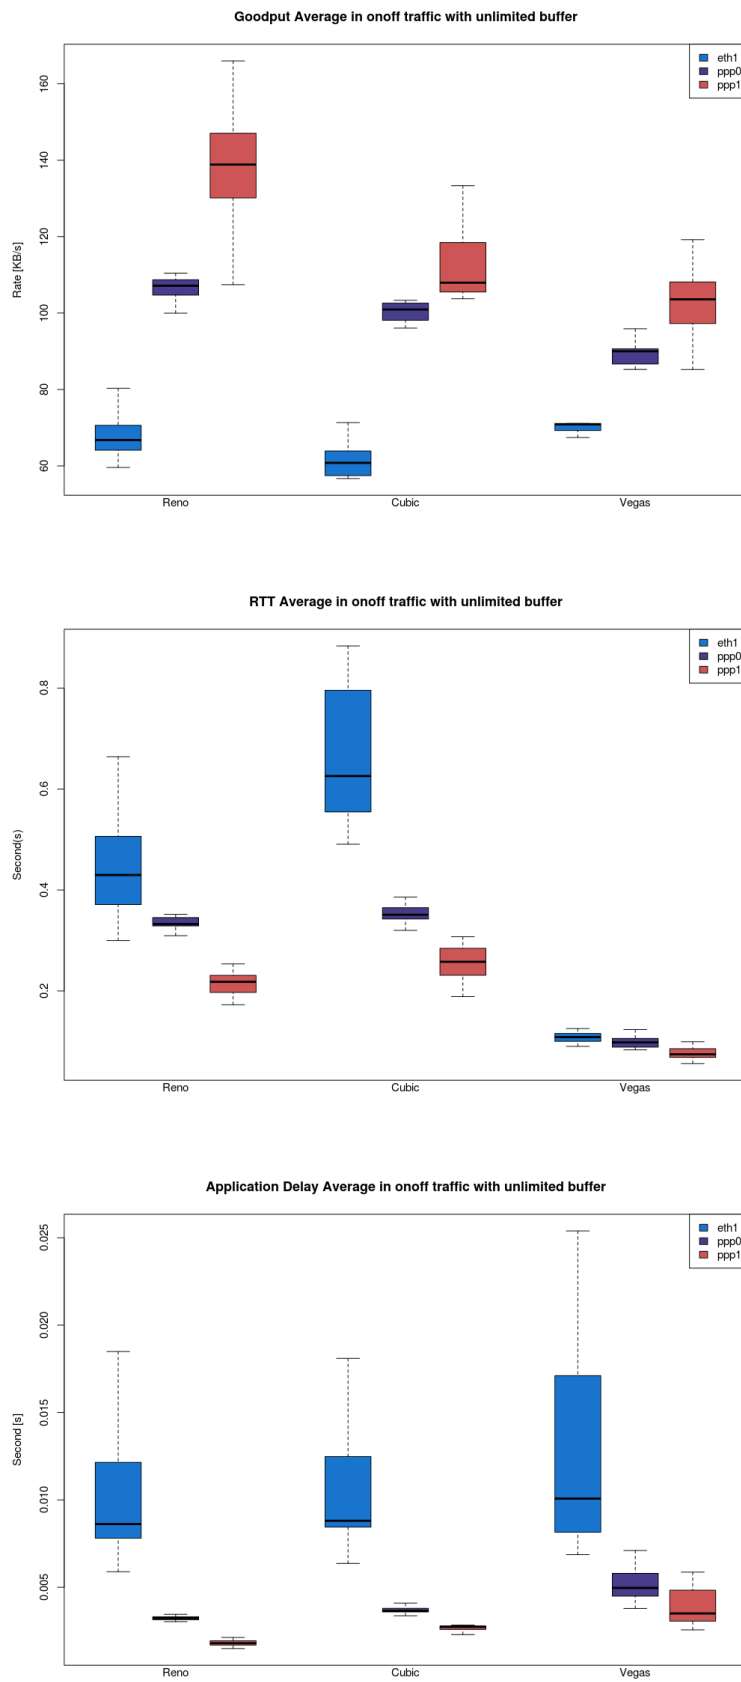 Goodput Average in onoff traffic with unlimited buffer
eth1
ppp0
ppp1
Rate [KB/s]
160
140
120
100
80
60
Reno Cubic Vegas
RTT Average in onoff traffic with unlimited buffer
eth1
ppp0
ppp1
Second(s)
0.8
0.6
0.4
0.2
Reno Cubic Vegas
Application Delay Average in onoff traffic with unlimited buffer
eth1
ppp0
ppp1
Second [s]
0.025
0.020
0.015
0.010
0.005
Reno Cubic Vegas